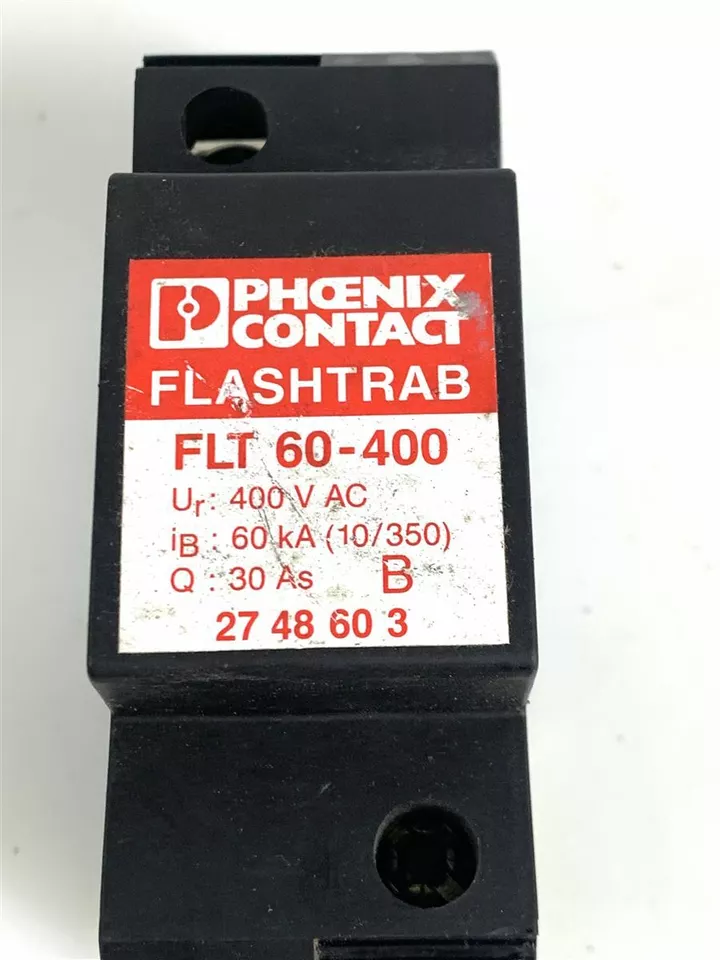 PHŒNIX
CONTACT
FLASHTRAB
FLT 60-400
Ur: 400 V AC
iB: 60 kA (10/350)
Q : 30 As B
27 48 60 3